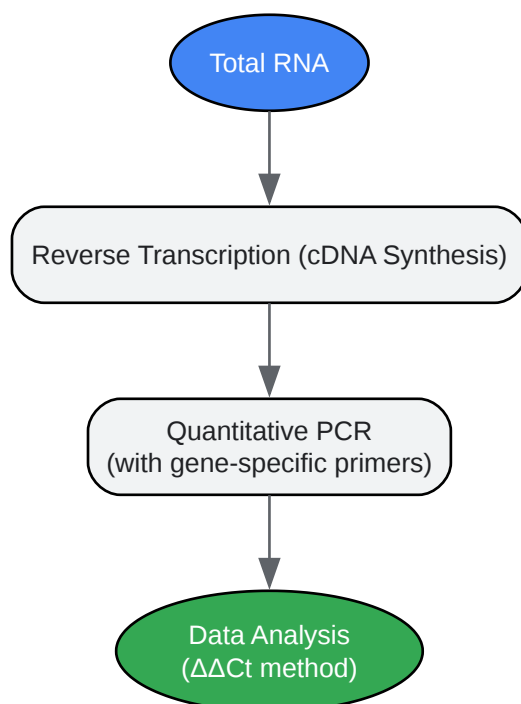 Total RNA
Reverse Transcription (cDNA Synthesis)
Quantitative PCR
(with gene-specific primers)
Data Analysis
(ΔΔCt method)